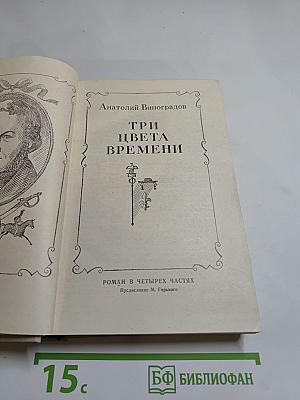 Анатолий Виноградов
ТРИ
ЦВЕТА
ВРЕМЕНИ
РОМАН В ЧЕТЫРЕХ ЧАСТЯХ
Предисловие М. Горького
15с
БФ БИБЛИОФАН